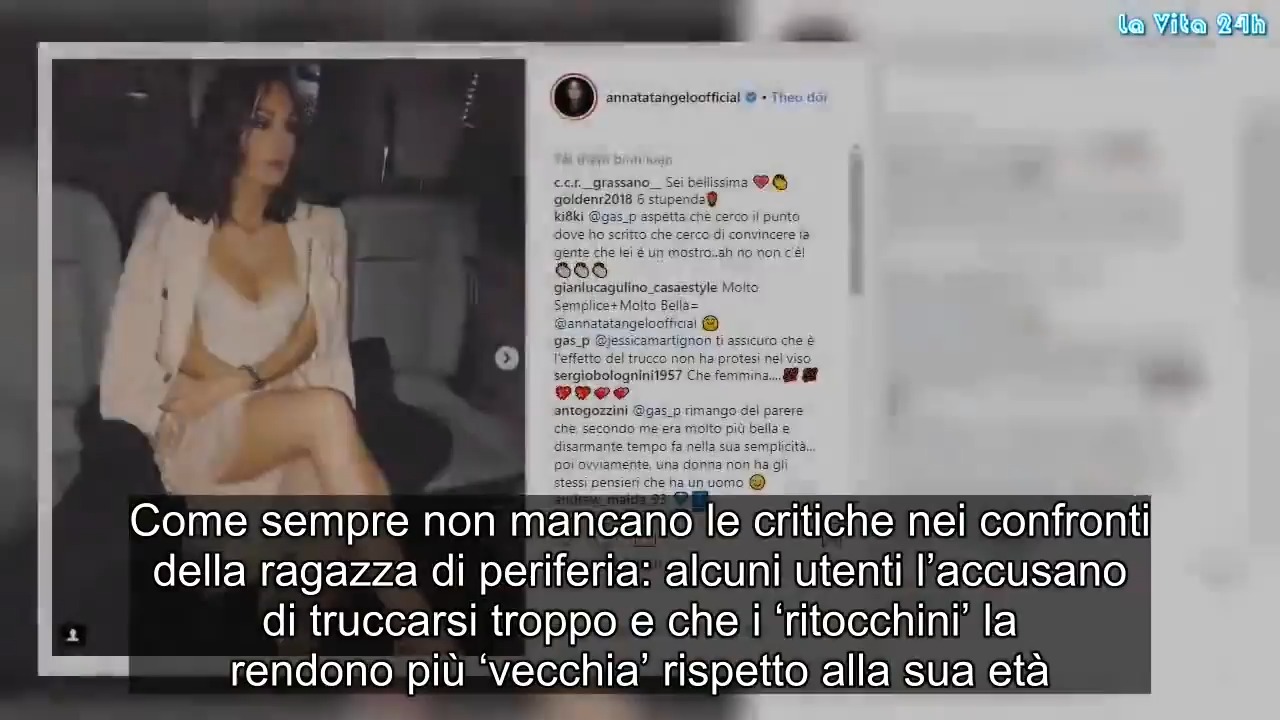 la Vita 24h
annatatangeloofficial • Theo dõi
Tải thêm bình luận
c.c.r._grassano_ Sei bellissima
goldenr2018 6 stupenda
ki8ki @gas_p aspetta che cerco il punto
dove ho scritto che cerco di convincere la
gente che lei è un mostro..ah no non c'è!
gianlucagulino_casaestyle Molto
Semplice+Molto Bella=
@annatatangeloofficial
gas_p @jessicamartignon ti assicuro che è
l'effetto del trucco non ha protesi nel viso
sergiobolognini1957 Che femmina....
antogozzini @gas_p rimango del parere
che, secondo me era molto più bella e
disarmante tempo fa nella sua semplicità...
poi ovviamente, una donna non ha gli
stessi pensieri che ha un uomo
andrew_maida_93
Come sempre non mancano le critiche nei confronti
della ragazza di periferia: alcuni utenti l’accusano
di truccarsi troppo e che i ‘ritocchini’ la
rendono più ‘vecchia’ rispetto alla sua età